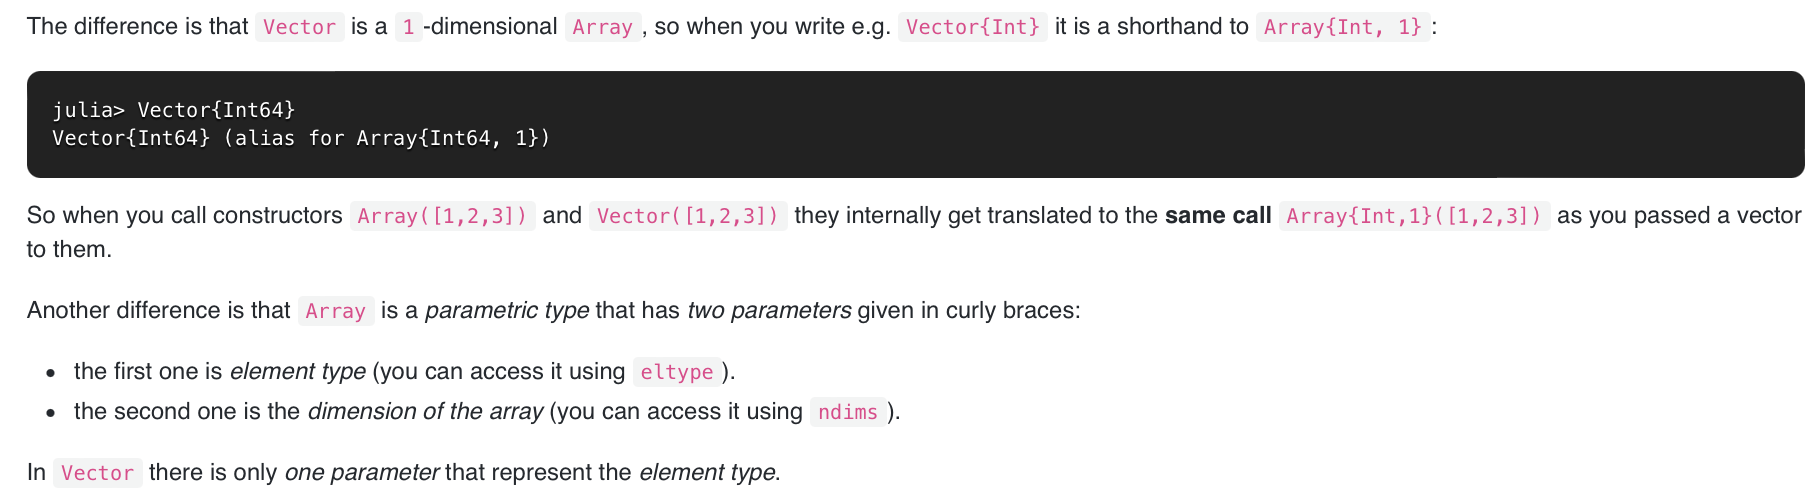 The difference is that Vector is a 1 -dimensional Array , so when you write e.g. Vector{Int} it is a shorthand to Array{Int, 1} :
julia> Vector{Int64}
Vector{Int64} (alias for Array{Int64, 1})
So when you call constructors Array([1,2,3]) and Vector([1,2,3]) they internally get translated to the same call Array{Int,1}([1,2,3]) as you passed a vector
to them.
Another difference is that Array is a parametric type that has two parameters given in curly braces:
• the first one is element type (you can access it using eltype ).
• the second one is the dimension of the array (you can access it using ndims ).
In Vector there is only one parameter that represent the element type.